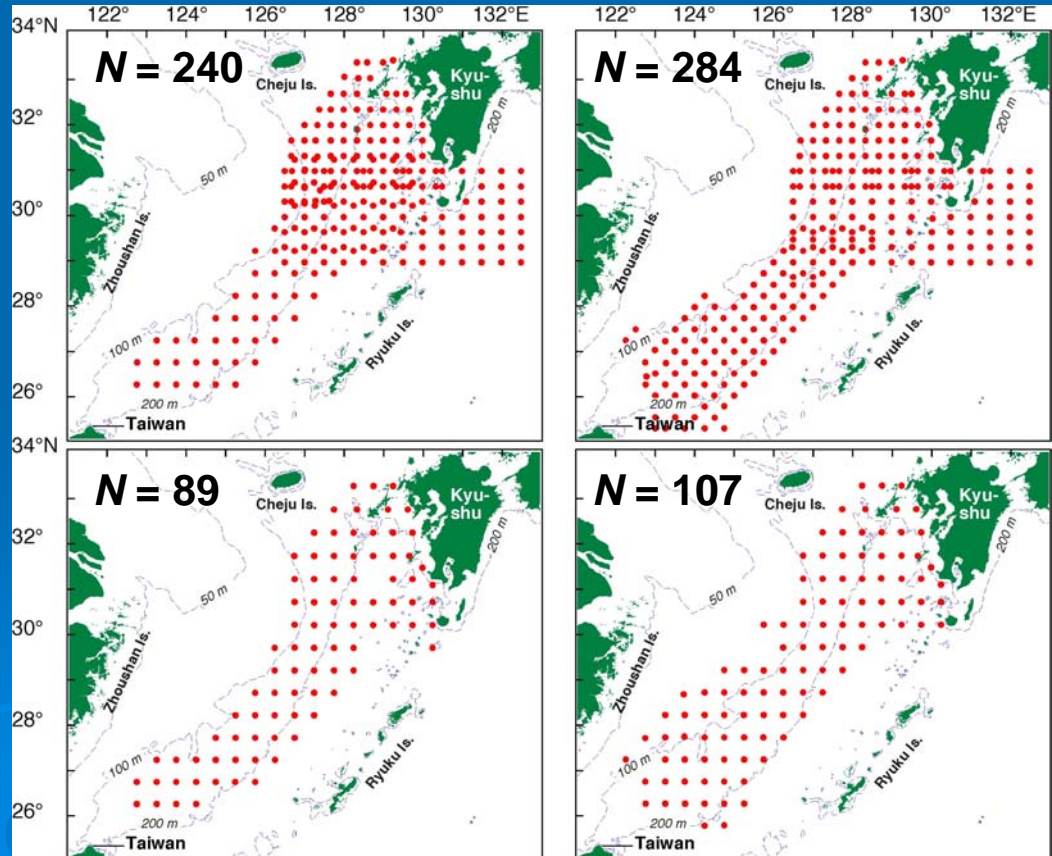 122° 124° 126° 128° 130° 132°E
122° 124° 126° 128° 130° 132°E
34°N
32°
30°
28°
26°
N = 240
Cheju Is.
Kyu-
shu
200 m
50 m
Zhoushan Is.
100 m
Ryuku Is.
200 m
Taiwan
N = 284
Cheju Is.
Kyu-
shu
200 m
50 m
Zhoushan Is.
100 m
Ryuku Is.
200 m
Taiwan
34°N
32°
30°
28°
26°
N = 89
Cheju Is.
Kyu-
shu
200 m
50 m
Zhoushan Is.
100 m
Ryuku Is.
200 m
Taiwan
N = 107
Cheju Is.
Kyu-
shu
200 m
50 m
Zhoushan Is.
100 m
Ryuku Is.
200 m
Taiwan